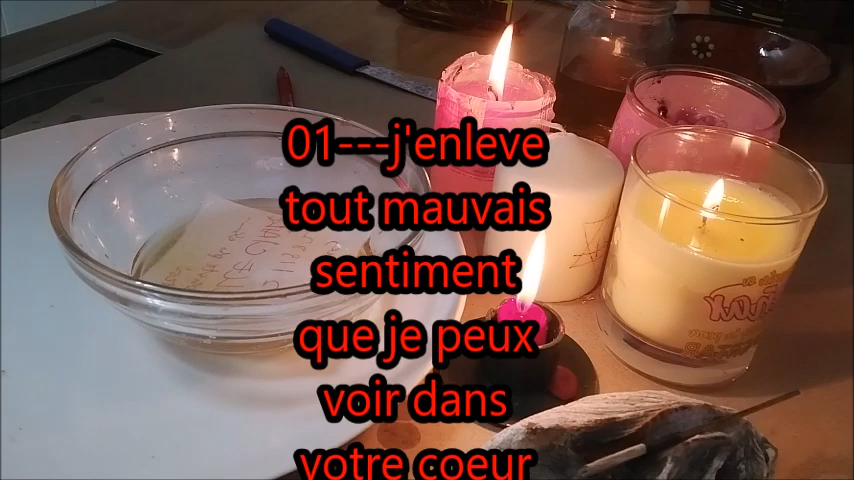 01---j'enleve
tout mauvais
sentiment
que je peux
voir dans
votre coeur